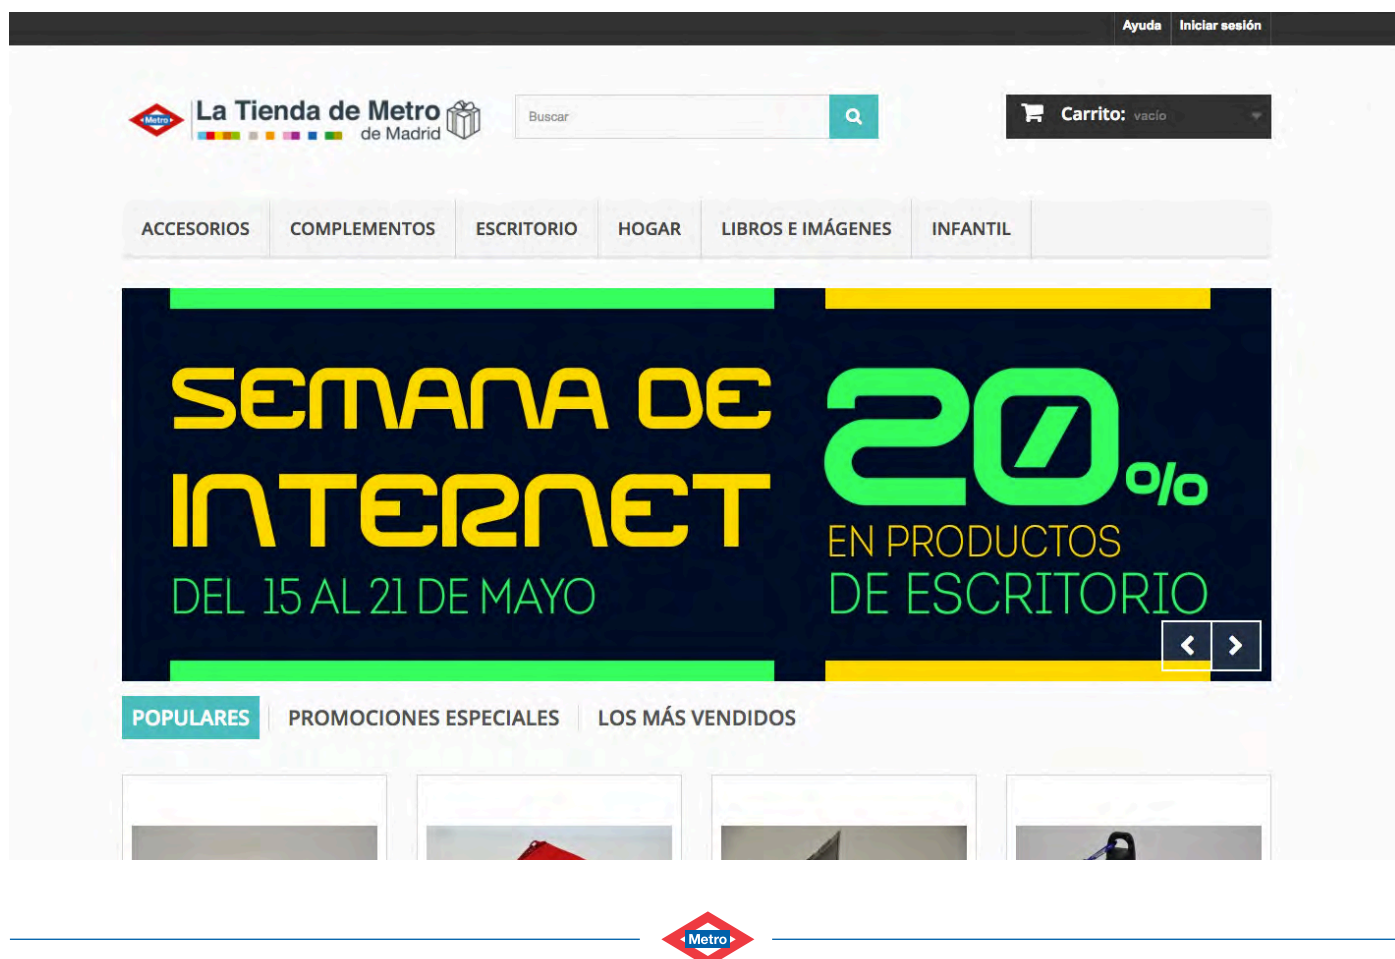 Ayuda Iniciar sesión
Metro La Tienda de Metro
de Madrid
Buscar
Carrito: vacío
ACCESORIOS COMPLEMENTOS ESCRITORIO HOGAR LIBROS E IMÁGENES INFANTIL
SEMANA DE
INTERNET
DEL 15 AL 21 DE MAYO
20%
EN PRODUCTOS
DE ESCRITORIO
POPULARES PROMOCIONES ESPECIALES LOS MÁS VENDIDOS
Metro